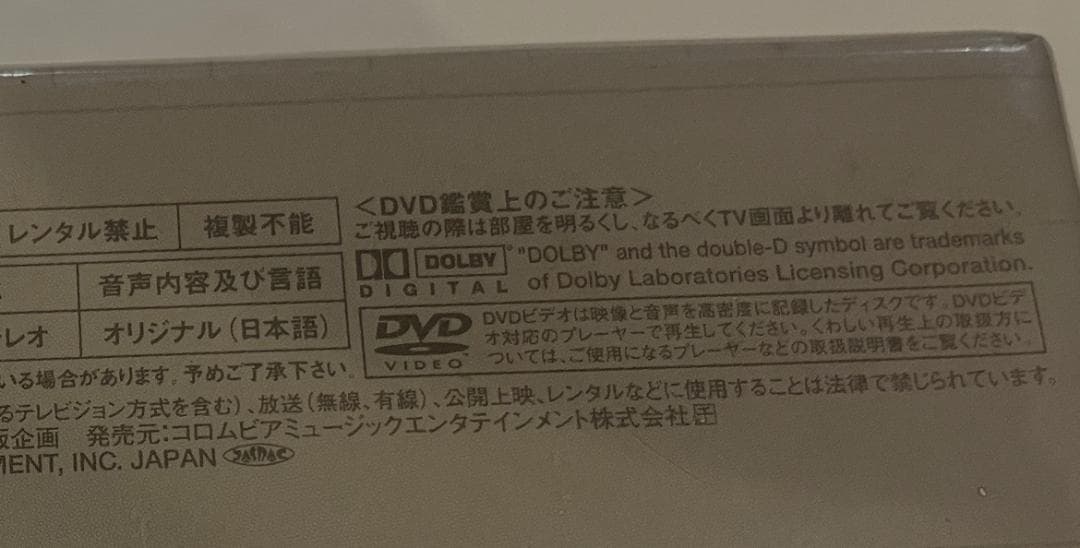 <DVD鑑賞上のご注意>
ご視聴の際は部屋を明るくし、なるべくTV画面より離れてご覧ください。
レンタル禁止 複製不能
DOLBY
DIGITAL
"DOLBY" and the double-D symbol are trademarks
of Dolby Laboratories Licensing Corporation.
音声内容及び言語
レオ オリジナル(日本語)
DVD
VIDEO
DVDビデオは映像と音声を高密度に記録したディスクです。DVDビデ
オ対応のプレーヤーで再生してください。くわしい再生上の取扱方に
ついては、ご使用になるプレーヤーなどの取扱説明書をご覧ください。
いる場合があります。予めご了承下さい。
るテレビジョン方式を含む)、放送(無線、有線)、公開上映、レンタルなどに使用することは法律で禁じられています。
版企画 発売元:コロムビアミュージックエンタテインメント株式会社
MENT, INC. JAPAN